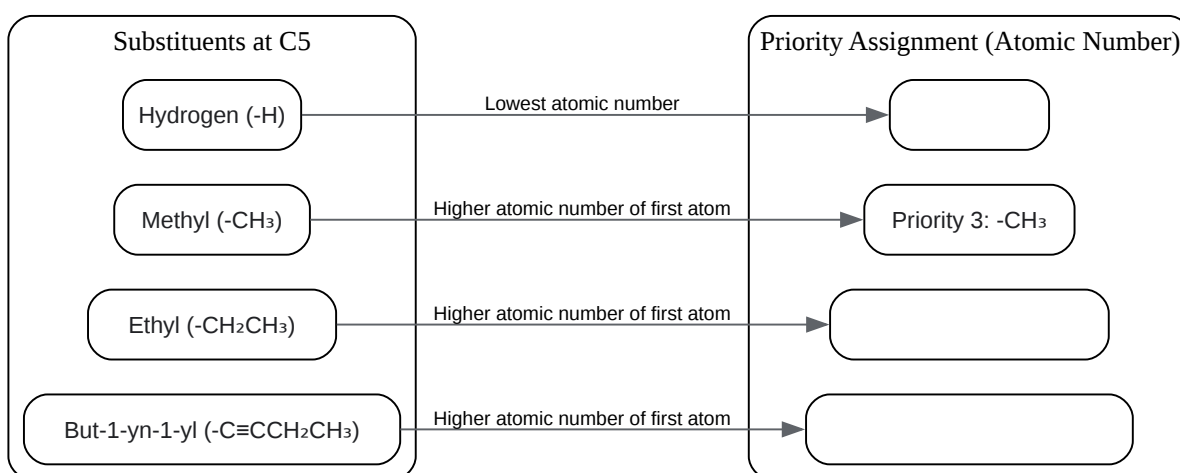 Substituents at C5
Priority Assignment (Atomic Number)
Hydrogen (-H)
Lowest atomic number
Methyl (-CH₃)
Higher atomic number of first atom
Priority 3: -CH₃
Ethyl (-CH₂CH₃)
Higher atomic number of first atom
But-1-yn-1-yl (-C≡CCH₂CH₃)
Higher atomic number of first atom